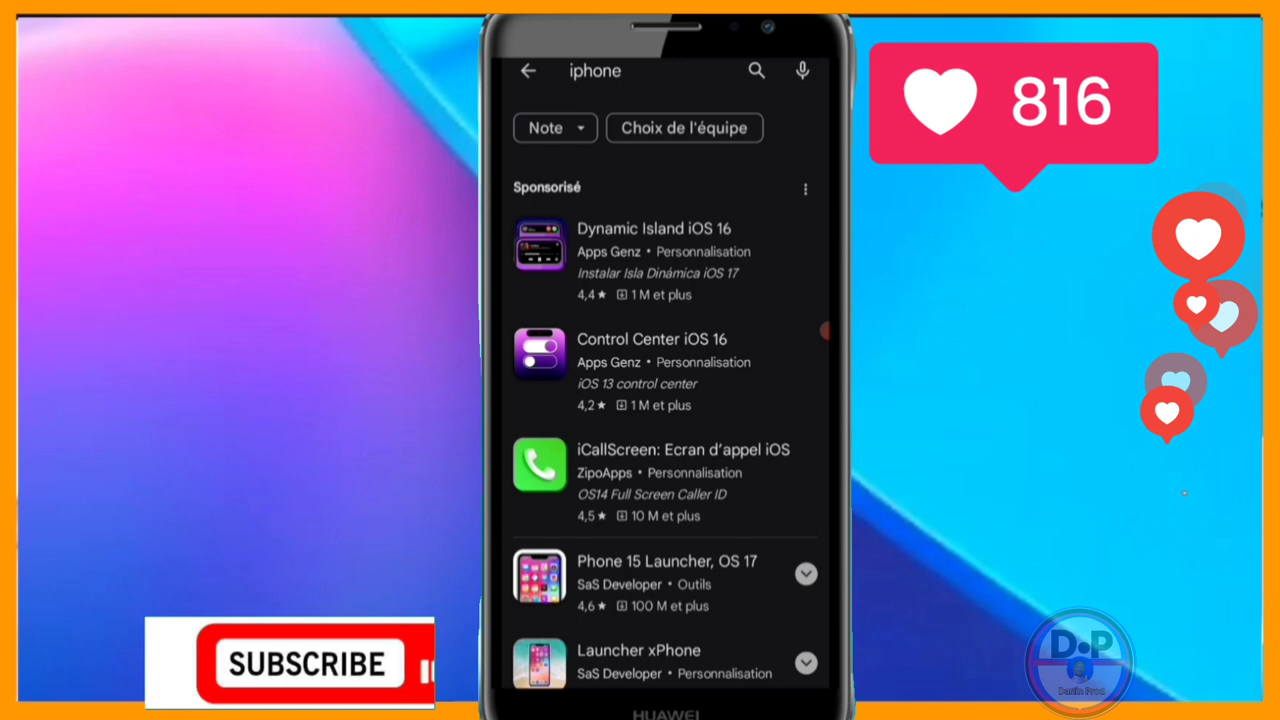 iphone
816
Note
Choix de l'équipe
Sponsorisé
Dynamic Island iOS 16
Apps Genz • Personnalisation
Instalar Isla Dinámica iOS 17
4,4★ 1 M et plus
Control Center iOS 16
Apps Genz • Personnalisation
iOS 13 control center
4,2★ 1 M et plus
iCallScreen: Ecran d'appel iOS
ZipoApps • Personnalisation
OS14 Full Screen Caller ID
4,5★ 10 M et plus
Phone 15 Launcher, OS 17
SaS Developer • Outils
4,6★ 100 M et plus
Launcher xPhone
SaS Developer • Personnalisation
SUBSCRIBE
D•P
HUAWEI